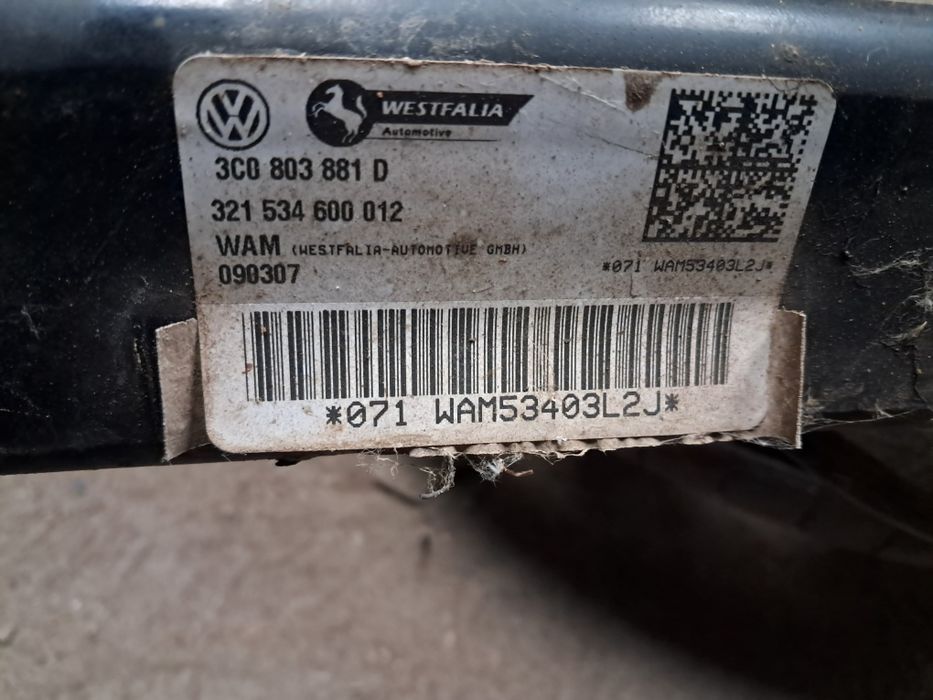 VW
WESTFALIA
Automotive
3C0 803 881 D
321 534 600 012
WAM (WESTFALIA-AUTOMOTIVE GMBH)
090307
*071 WAM53403L2J*
*071 WAM53403L2J*